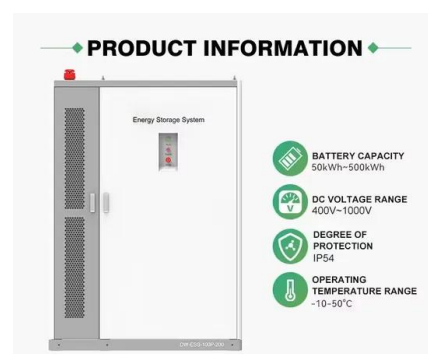 PRODUCT INFORMATION
Energy Storage System
BATTERY CAPACITY
50kWh~500kWh
DC VOLTAGE RANGE
400V~1000V
DEGREE OF
PROTECTION
IP54
OPERATING
TEMPERATURE RANGE
-10-50°C
V